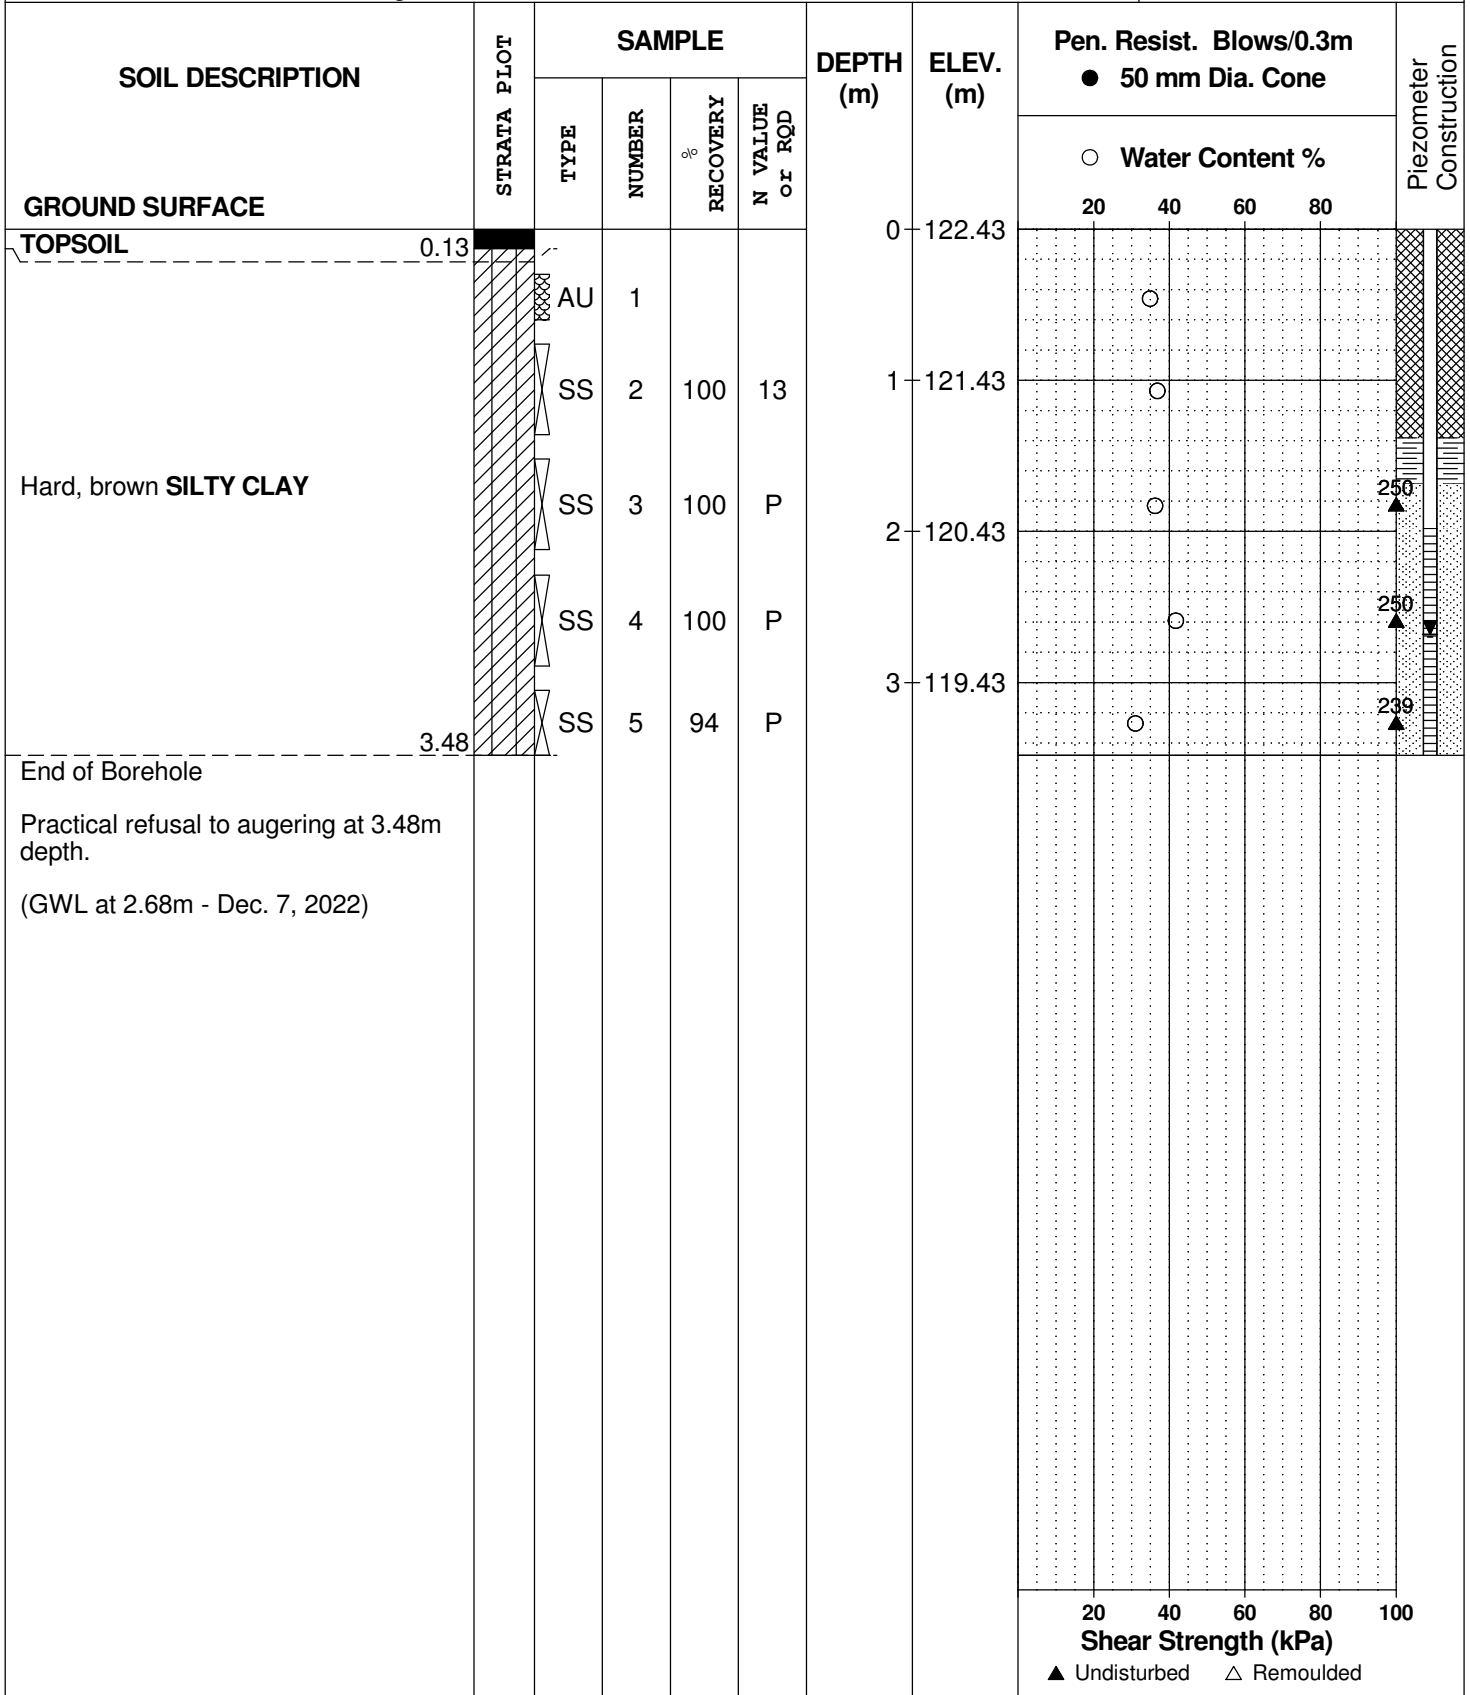 SOIL DESCRIPTION
GROUND SURFACE
STRATA PLOT
SAMPLE
TYPE
NUMBER
% RECOVERY
N VALUE or RQD
DEPTH (m)
ELEV. (m)
Pen. Resist. Blows/0.3m
● 50 mm Dia. Cone
○ Water Content %
20 40 60 80
Piezometer Construction
TOPSOIL 0.13
0 122.43
AU 1
SS 2 100 13
1 121.43
Hard, brown SILTY CLAY
SS 3 100 P
250
2 120.43
SS 4 100 P
250
3 119.43
SS 5 94 P
239
3.48
End of Borehole
Practical refusal to augering at 3.48m
depth.
(GWL at 2.68m - Dec. 7, 2022)
20 40 60 80 100
Shear Strength (kPa)
▲ Undisturbed △ Remoulded